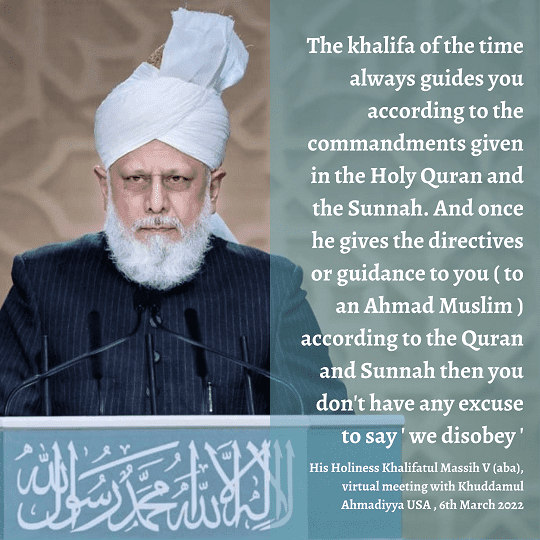 The khalifa of the time
always guides you
according to the
commandments given
in the Holy Quran and
the Sunnah. And once
he gives the directives
or guidance to you ( to
an Ahmad Muslim )
according to the Quran
and Sunnah then you
don't have any excuse
to say ' we disobey '
His Holiness Khalifatul Massih V (aba),
virtual meeting with Khuddamul
Ahmadiyya USA , 6th March 2022
لا إله إلا الله محمد رسول الله